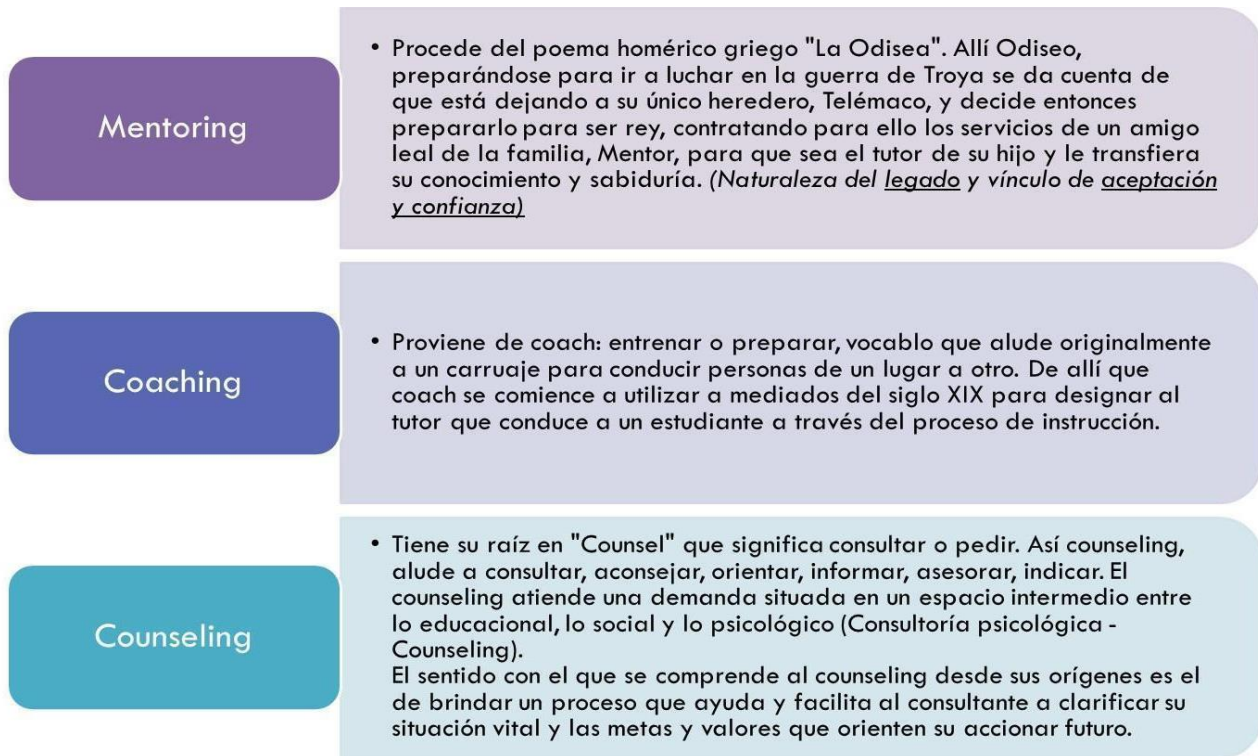 Mentoring
• Procede del poema homérico griego "La Odisea". Allí Odiseo,
preparándose para ir a luchar en la guerra de Troya se da cuenta de
que está dejando a su único heredero, Telémaco, y decide entonces
prepararlo para ser rey, contratando para ello los servicios de un amigo
leal de la familia, Mentor, para que sea el tutor de su hijo y le transfiera
su conocimiento y sabiduría. (Naturaleza del legado y vínculo de aceptación
y confianza)
Coaching
• Proviene de coach: entrenar o preparar, vocablo que alude originalmente
a un carruaje para conducir personas de un lugar a otro. De allí que
coach se comience a utilizar a mediados del siglo XIX para designar al
tutor que conduce a un estudiante a través del proceso de instrucción.
Counseling
• Tiene su raíz en "Counsel" que significa consultar o pedir. Así counseling,
alude a consultar, aconsejar, orientar, informar, asesorar, indicar. El
counseling atiende una demanda situada en un espacio intermedio entre
lo educacional, lo social y lo psicológico (Consultoría psicológica -
Counseling).
El sentido con el que se comprende al counseling desde sus orígenes es el
de brindar un proceso que ayuda y facilita al consultante a clarificar su
situación vital y las metas y valores que orienten su accionar futuro.